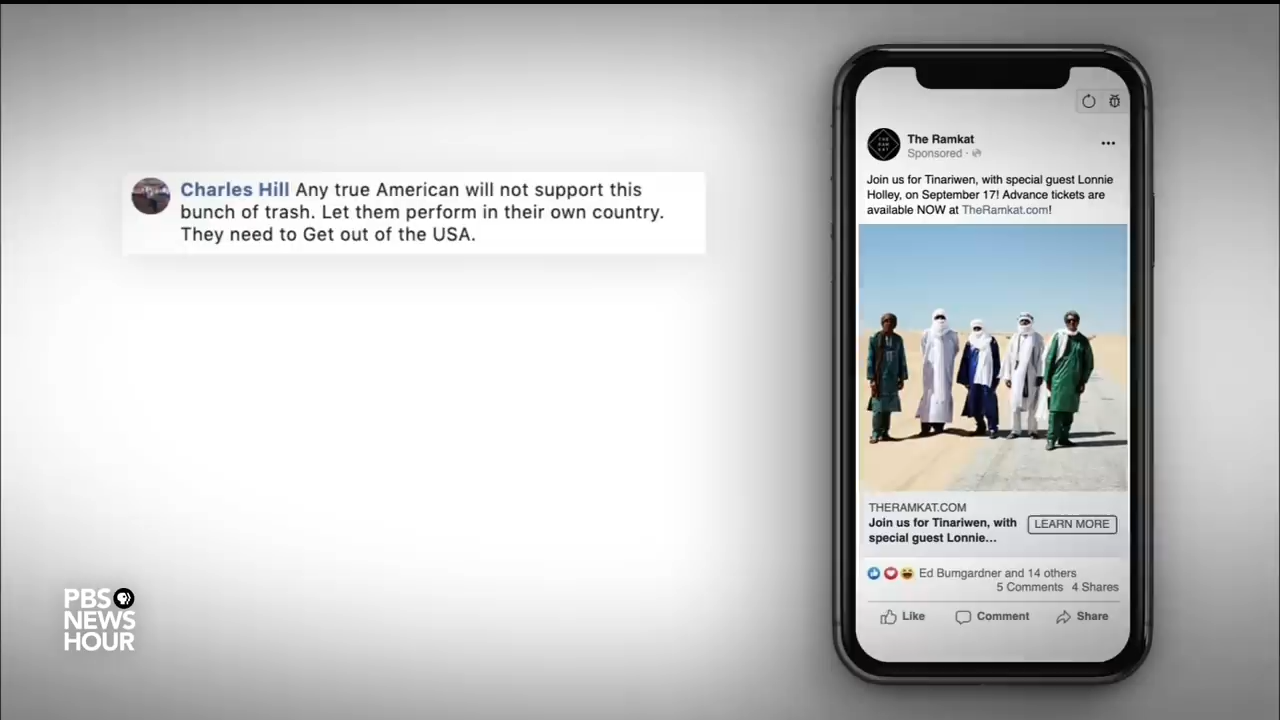 Charles Hill Any true American will not support this
bunch of trash. Let them perform in their own country.
They need to Get out of the USA.
PBS
NEWS
HOUR
THE
RAM
KAT
The Ramkat
Sponsored ·
Join us for Tinariwen, with special guest Lonnie
Holley, on September 17! Advance tickets are
available NOW at TheRamkat.com!
THERAMKAT.COM
Join us for Tinariwen, with
special guest Lonnie...
LEARN MORE
Ed Bumgardner and 14 others
5 Comments 4 Shares
Like Comment Share